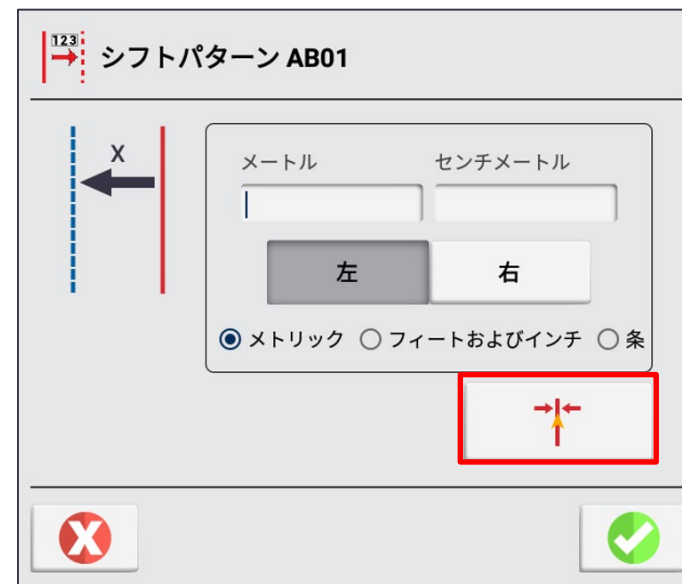 123
シフトパターン AB01
X
メートル センチメートル
左 右
メトリック フィートおよびインチ 条